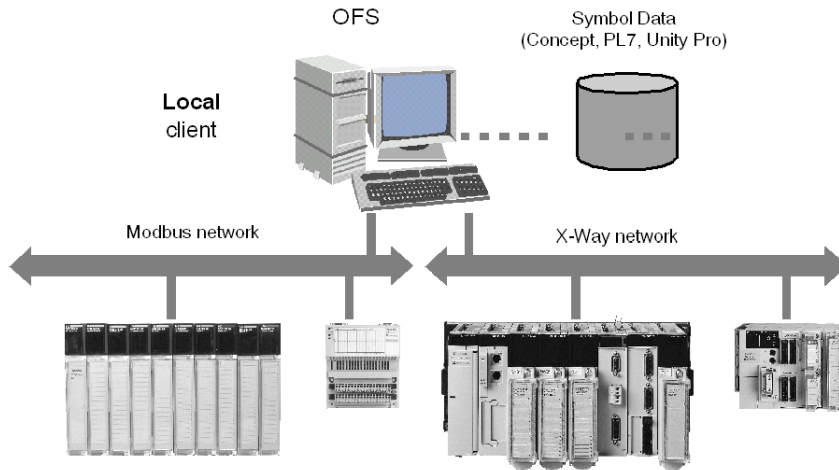 OFS
Symbol Data
(Concept, PL7, Unity Pro)
Local
client
Modbus network
X-Way network